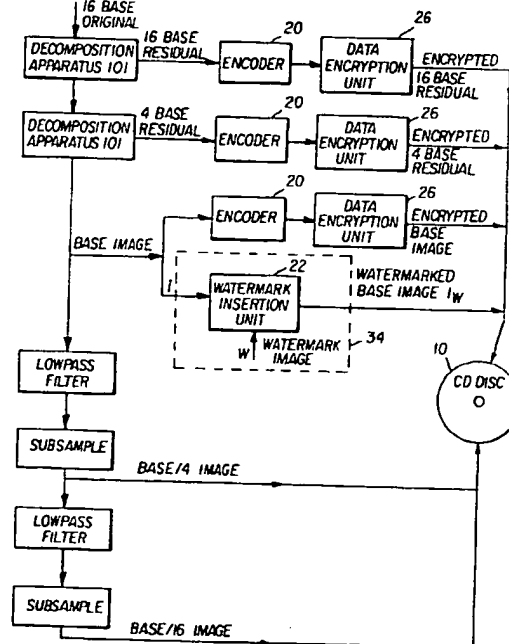 16 BASE
ORIGINAL
DECOMPOSITION
APPARATUS 101
16 BASE
RESIDUAL
20
ENCODER
26
DATA
ENCRYPTION
UNIT
ENCRYPTED
16 BASE
RESIDUAL
DECOMPOSITION
APPARATUS 101
4 BASE
RESIDUAL
20
ENCODER
26
DATA
ENCRYPTION
UNIT
ENCRYPTED
4 BASE
RESIDUAL
20
ENCODER
26
DATA
ENCRYPTION
UNIT
ENCRYPTED
BASE
IMAGE
BASE IMAGE
i
22
WATERMARK
INSERTION
UNIT
WATERMARKED
BASE IMAGE IW
W
WATERMARK
IMAGE
34
10
CD DISC
LOWPASS
FILTER
SUBSAMPLE
BASE/4 IMAGE
LOWPASS
FILTER
SUBSAMPLE
BASE/16 IMAGE